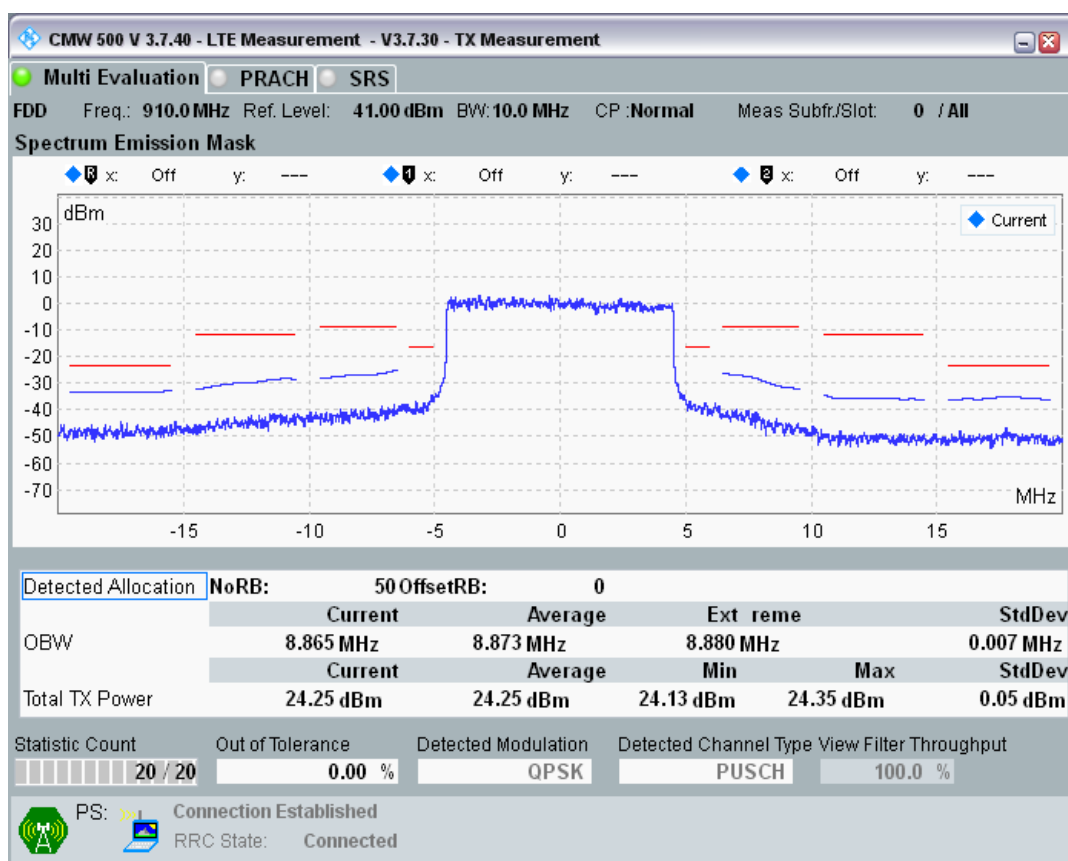 CMW 500 V 3.7.40 - LTE Measurement - V3.7.30 - TX Measurement
Multi Evaluation PRACH SRS
FDD Freq.: 910.0 MHz Ref. Level: 41.00 dBm BW: 10.0 MHz CP :Normal Meas Subfr./Slot: 0 / All
Spectrum Emission Mask
R x: Off y: --- 1 x: Off y: --- 2 x: Off y: ---
dBm
Current
30
20
10
0
-10
-20
-30
-40
-50
-60
-70
MHz
-15 -10 -5 0 5 10 15
Detected Allocation NoRB: 50 OffsetRB: 0
Current Average Ext reme StdDev
OBW 8.865 MHz 8.873 MHz 8.880 MHz 0.007 MHz
Current Average Min Max StdDev
Total TX Power 24.25 dBm 24.25 dBm 24.13 dBm 24.35 dBm 0.05 dBm
Statistic Count Out of Tolerance Detected Modulation Detected Channel Type View Filter Throughput
20 / 20 0.00 % QPSK PUSCH 100.0 %
PS: Connection Established
RRC State: Connected